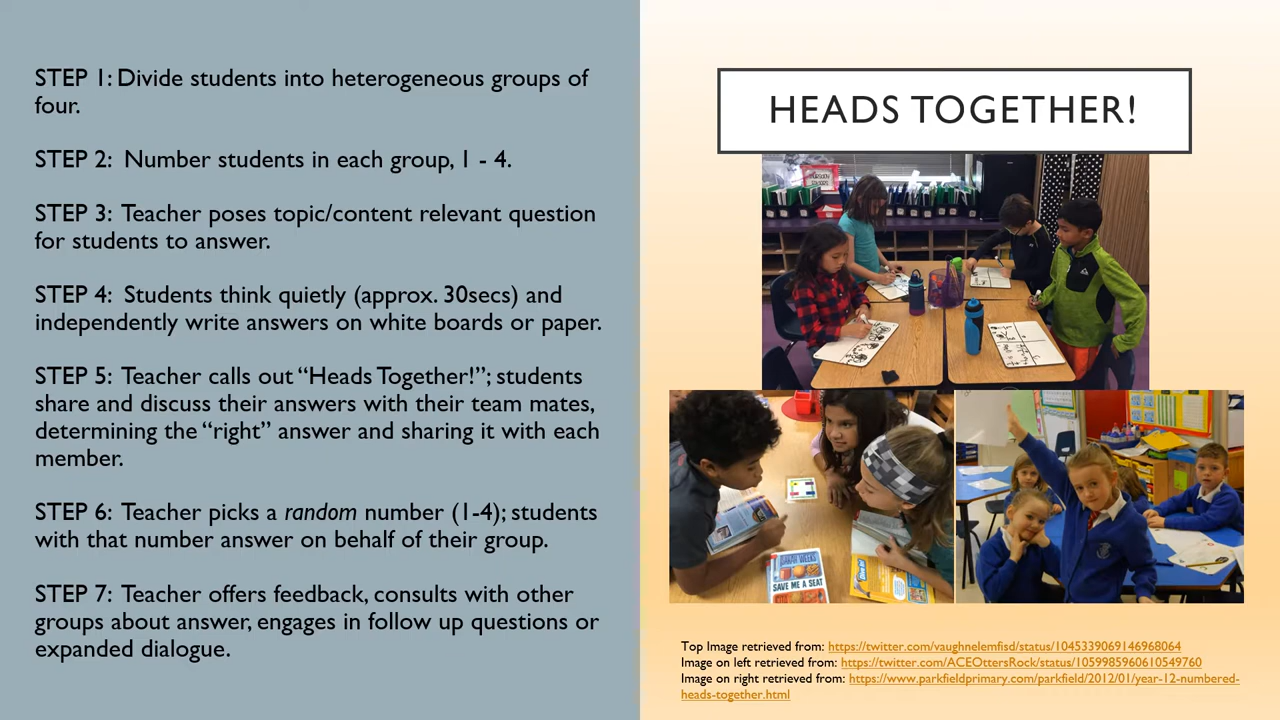 STEP 1: Divide students into heterogeneous groups of
four.
STEP 2: Number students in each group, 1 - 4.
STEP 3: Teacher poses topic/content relevant question
for students to answer.
STEP 4: Students think quietly (approx. 30secs) and
independently write answers on white boards or paper.
STEP 5: Teacher calls out “Heads Together!”; students
share and discuss their answers with their team mates,
determining the “right” answer and sharing it with each
member.
STEP 6: Teacher picks a random number (1-4); students
with that number answer on behalf of their group.
STEP 7: Teacher offers feedback, consults with other
groups about answer, engages in follow up questions or
expanded dialogue.
HEADS TOGETHER!
SARAH WEEKS
SAVE ME A SEAT
Top Image retrieved from: https://twitter.com/vaughnelemfisd/status/1045339069146968064
Image on left retrieved from: https://twitter.com/ACEOttersRock/status/1059985960610549760
Image on right retrieved from: https://www.parkfieldprimary.com/parkfield/2012/01/year-12-numbered-
heads-together.html